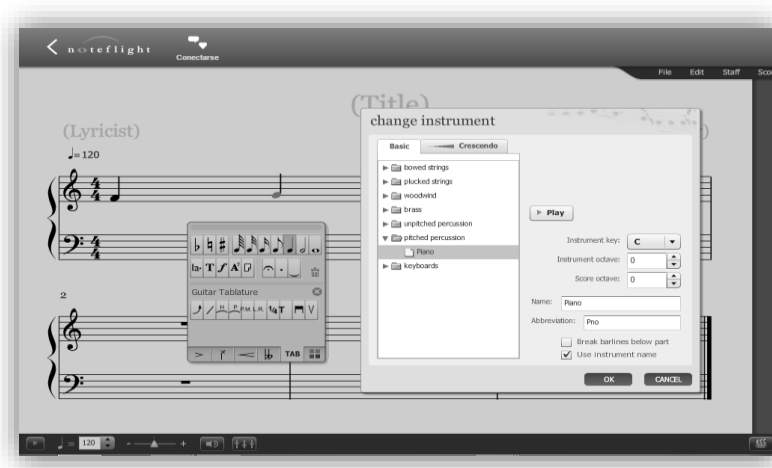 noteflight
Conectarse
File Edit Staff Sco
(Title)
(Lyricist)
♩=120
change instrument
Basic Crescendo
bowed strings
plucked strings
woodwind
brass
unpitched percussion
pitched percussion
Piano
keyboards
Play
Instrument key: C
Instrument octave: 0
Score octave: 0
Name: Piano
Abbreviation: Pno
Break barlines below part
Use instrument name
OK CANCEL
la- T
Guitar Tablature
H P P.M. L.R. T V
TAB
2
= 120
- +